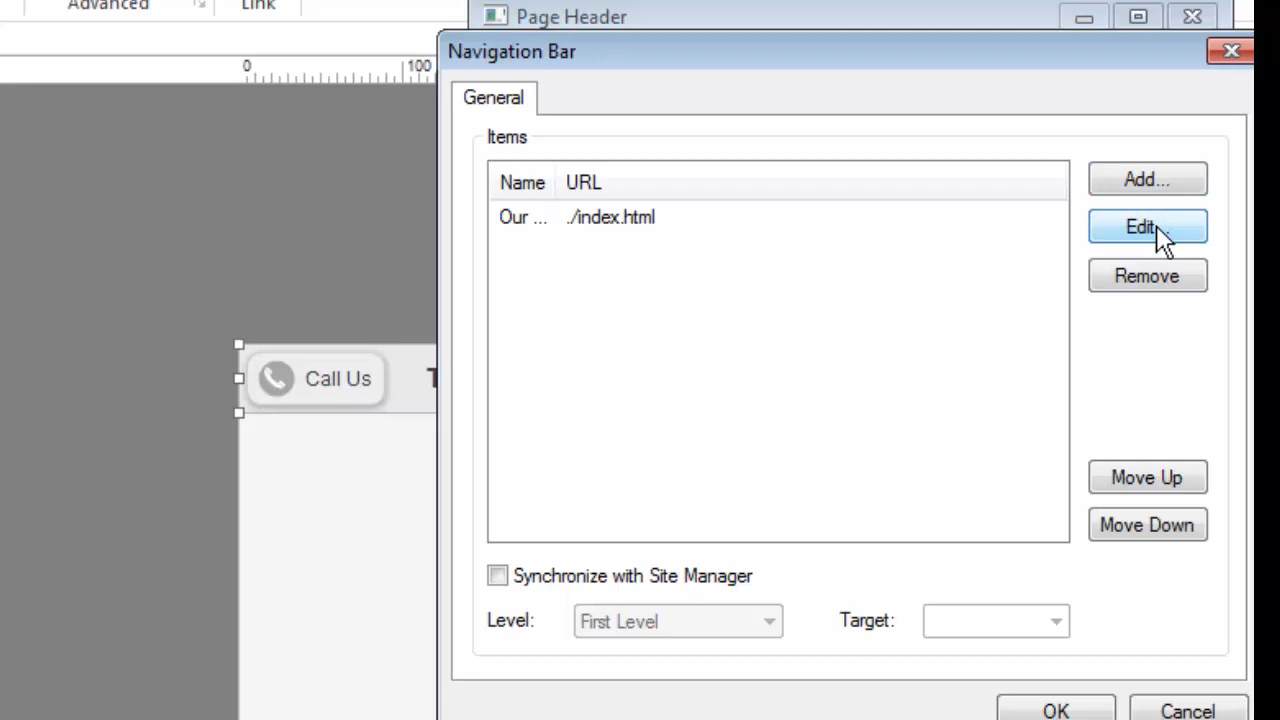 Advanced
Link
Page Header
Navigation Bar
0
100
General
Items
Name URL
Add...
Our ... ./index.html
Edit...
Remove
Call Us
T
Move Up
Move Down
Synchronize with Site Manager
Level: First Level Target:
OK Cancel